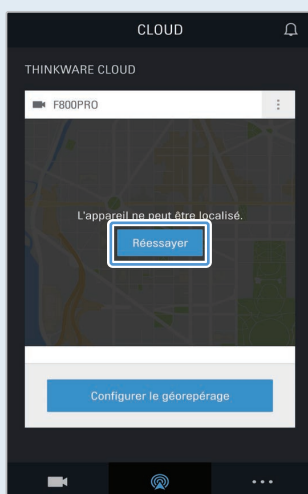 CLOUD
THINKWARE CLOUD
F800PRO
L'appareil ne peut être localisé.
Réessayer
Configurer le géorepérage